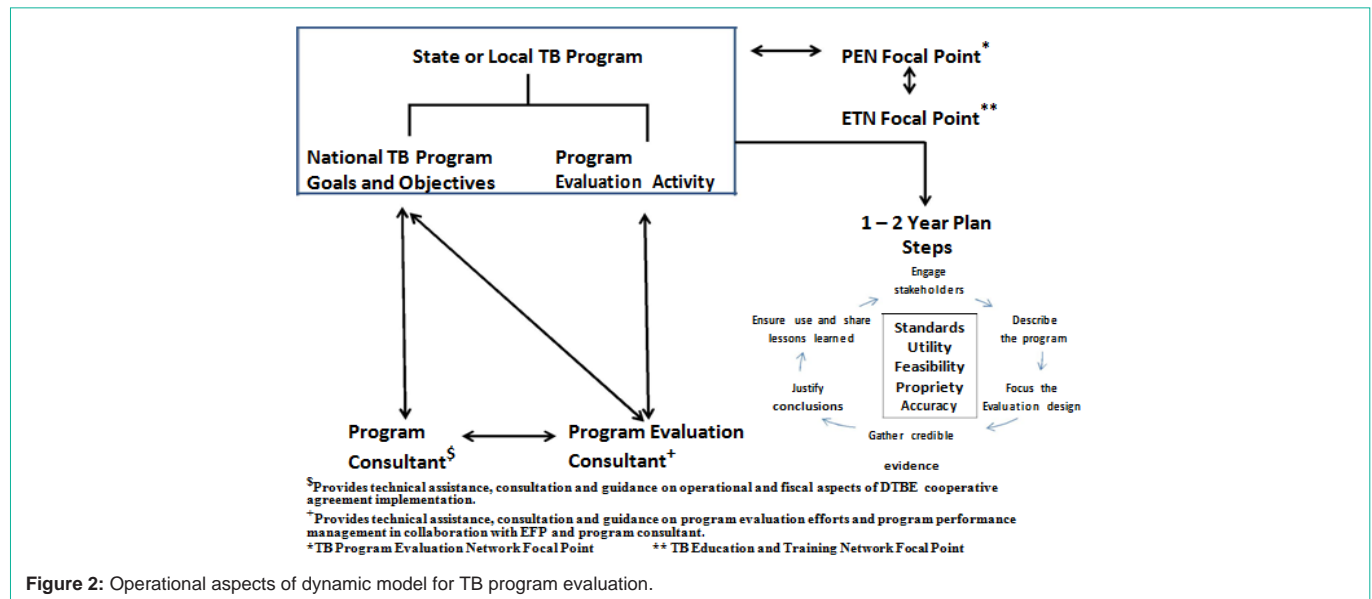 State or Local TB Program
National TB Program
Goals and Objectives
Program
Evaluation Activity
PEN Focal Point*
ETN Focal Point**
1 – 2 Year Plan
Steps
Engage
stakeholders
Describe
the program
Focus the
Evaluation design
Gather credible
evidence
Justify
conclusions
Ensure use and share
lessons learned
Standards
Utility
Feasibility
Propriety
Accuracy
Program
Consultant$
Program Evaluation
Consultant+
$Provides technical assistance, consultation and guidance on operational and fiscal aspects of DTBE cooperative
agreement implementation.
+Provides technical assistance, consultation and guidance on program evaluation efforts and program performance
management in collaboration with EFP and program consultant.
*TB Program Evaluation Network Focal Point ** TB Education and Training Network Focal Point
Figure 2: Operational aspects of dynamic model for TB program evaluation.